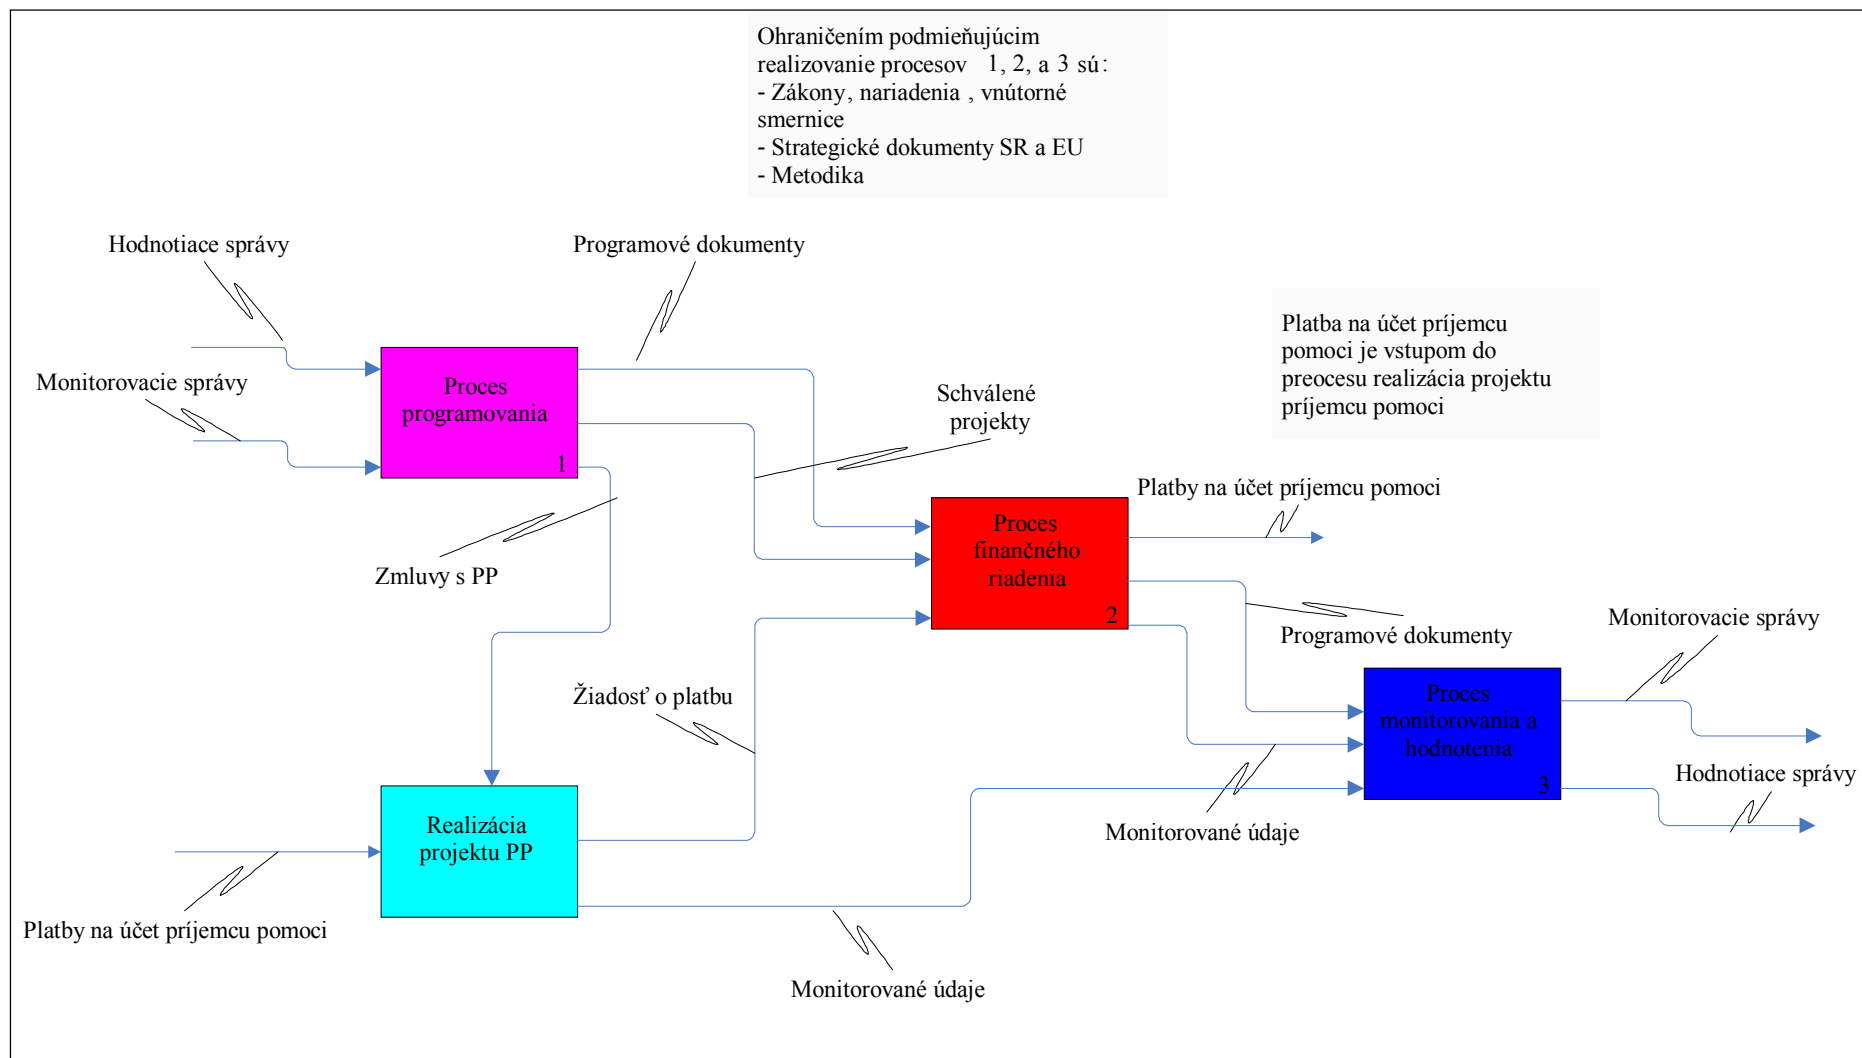 Ohraničením podmieňujúcim
realizovanie procesov 1, 2, a 3 sú:
- Zákony, nariadenia , vnútorné
smernice
- Strategické dokumenty SR a EU
- Metodika
Hodnotiace správy
Programové dokumenty
Monitorovacie správy
Proces
programovania
1
Schválené
projekty
Platba na účet príjemcu
pomoci je vstupom do
preocesu realizácia projektu
príjemcu pomoci
Platby na účet príjemcu pomoci
Proces
finančného
riadenia
2
Zmluvy s PP
Programové dokumenty
Monitorovacie správy
Žiadosť o platbu
Proces
monitorovania a
hodnotenia
3
Hodnotiace správy
Realizácia
projektu PP
Monitorované údaje
Platby na účet príjemcu pomoci
Monitorované údaje